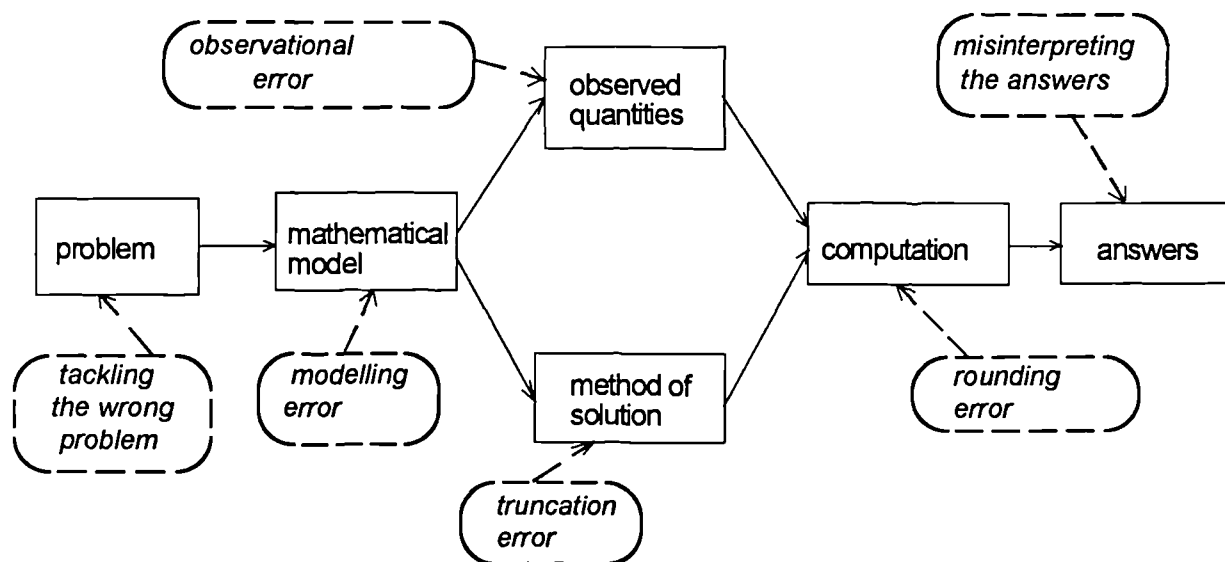 observational
error
observed
quantities
misinterpreting
the answers
problem
mathematical
model
computation
answers
tackling
the wrong
problem
modelling
error
method of
solution
rounding
error
truncation
error